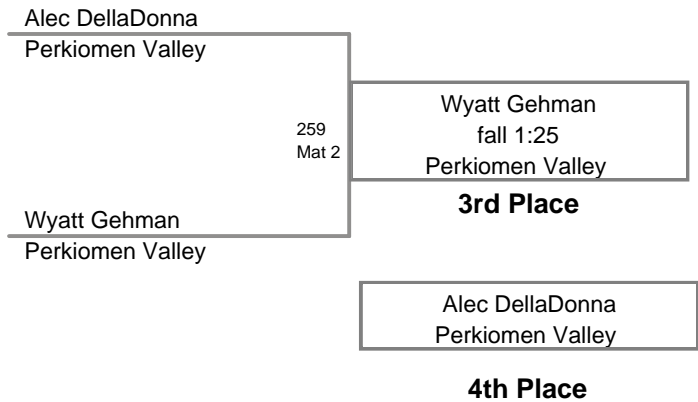 Alec DellaDonna
Perkiomen Valley
259
Mat 2
Wyatt Gehman
fall 1:25
Perkiomen Valley
3rd Place
Wyatt Gehman
Perkiomen Valley
Alec DellaDonna
Perkiomen Valley
4th Place